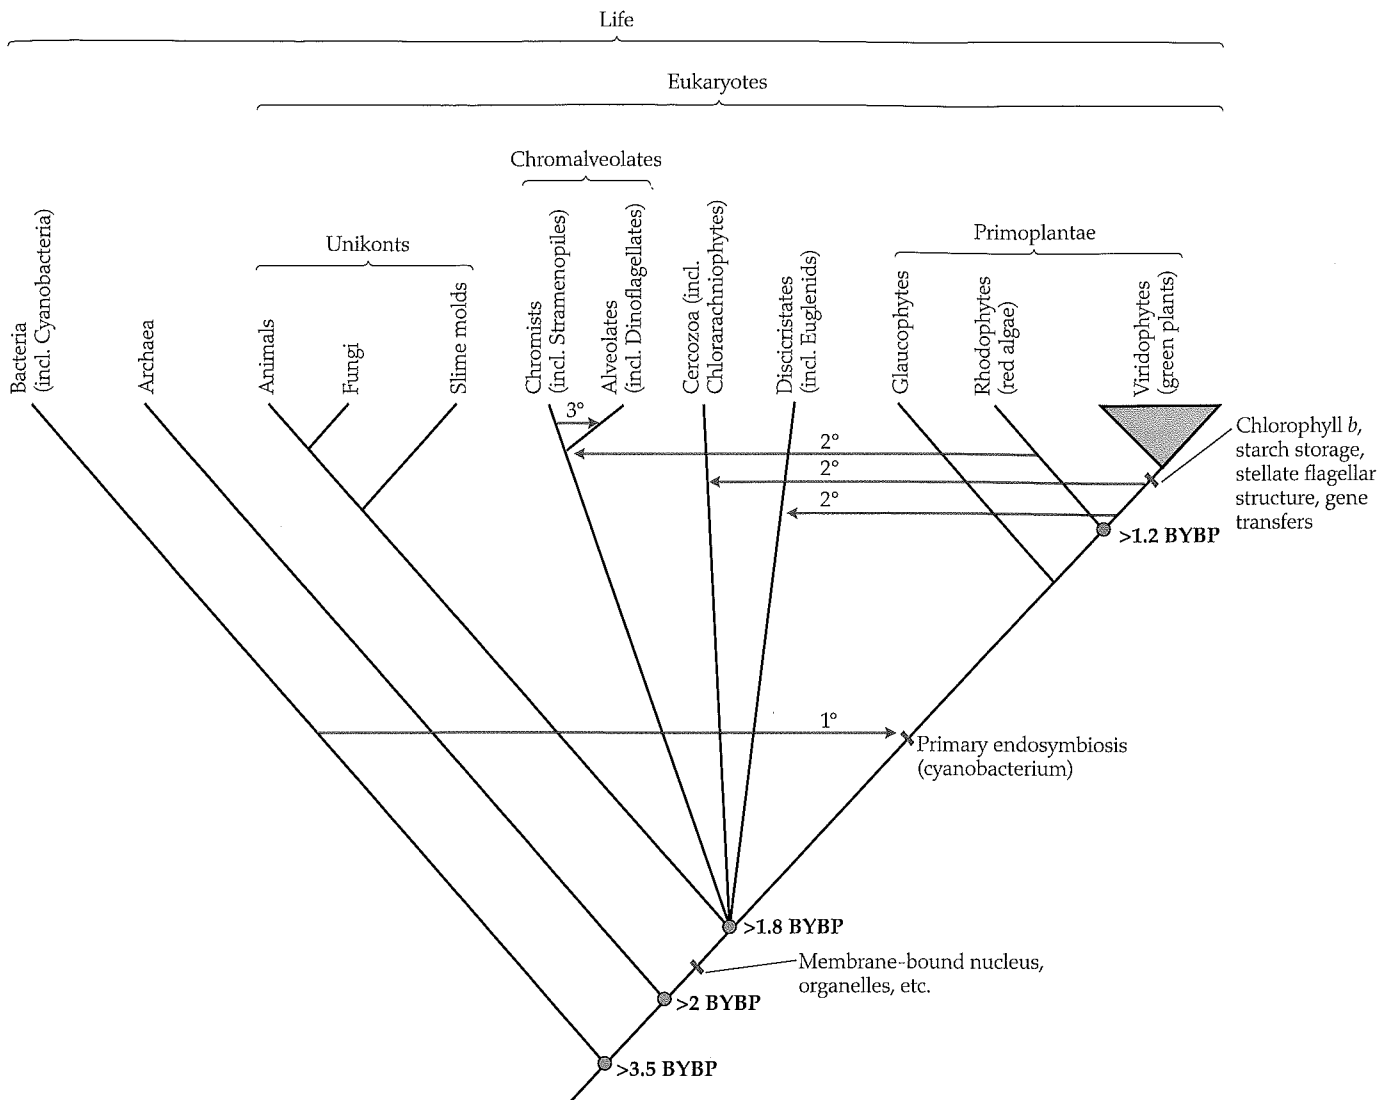 Life
Eukaryotes
Chromalveolates
Unikonts
Primoplantae
Bacteria
(incl. Cyanobacteria)
Archaea
Animals
Fungi
Slime molds
Chromists
(incl. Stramenopiles)
Alveolates
(incl. Dinoflagellates)
Cercozoa (incl.
Chlorarachniophytes)
Discicristates
(incl. Euglenids)
Glaucophytes
Rhodophytes
(red algae)
Viridophytes
(green plants)
3°
2°
2°
2°
Chlorophyll b,
starch storage,
stellate flagellar
structure, gene
transfers
>1.2 BYBP
1°
Primary endosymbiosis
(cyanobacterium)
>1.8 BYBP
Membrane-bound nucleus,
organelles, etc.
>2 BYBP
>3.5 BYBP